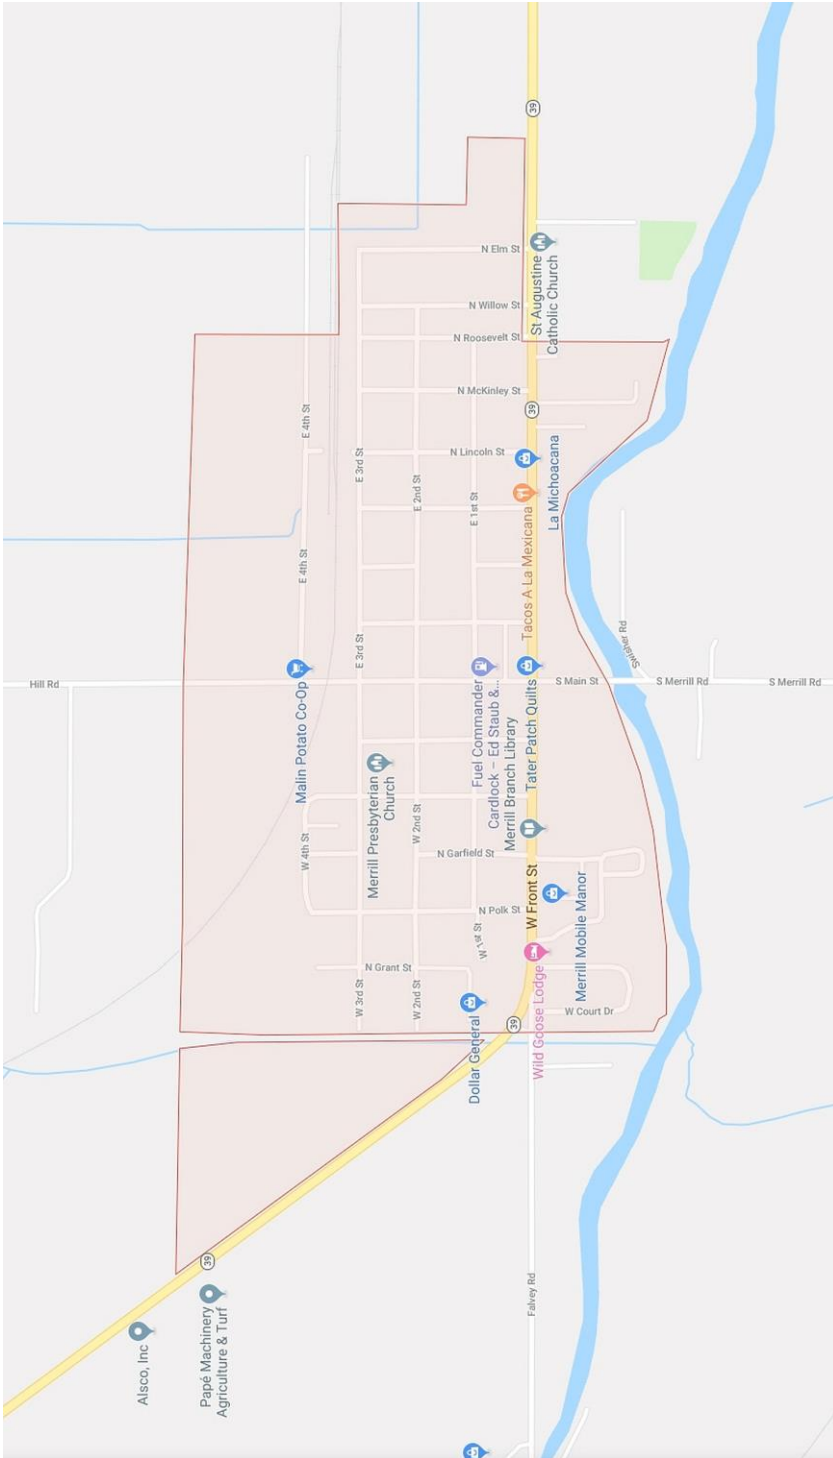 39
N Elm St
St Augustine
Catholic Church
N Willow St
N Roosevelt St
N McKinley St
39
E 4th St
N Lincoln St
La Michoacana
E 3rd St
E 2nd St
E 1st St
Tacos A La Mexicana
E 4th St
E 3rd St
Swisher Rd
Hill Rd
S Main St
S Merrill Rd
S Merrill Rd
Malin Potato Co-Op
Fuel Commander
Cardlock – Ed Staub &...
Tater Patch Quilts
Merrill Branch Library
Merrill Presbyterian
Church
W 4th St
W 2nd St
N Garfield St
W Front St
N Polk St
W 1st St
Merrill Mobile Manor
N Grant St
W 3rd St
W 2nd St
W Court Dr
Wild Goose Lodge
39
Dollar General
39
Falvey Rd
Papé Machinery
Agriculture & Turf
Alsco, Inc